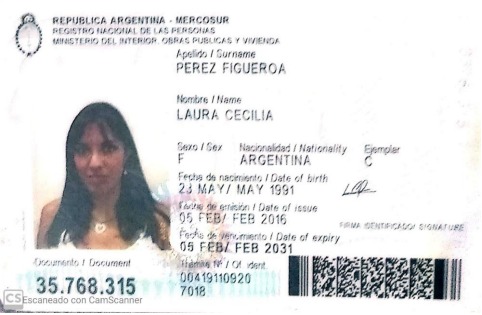 REPUBLICA ARGENTINA - MERCOSUR
REGISTRO NACIONAL DE LAS PERSONAS
MINISTERIO DEL INTERIOR, OBRAS PUBLICAS Y VIVIENDA
Apellido / Surname
PEREZ FIGUEROA
Nombre / Name
LAURA CECILIA
Sexo / Sex Nacionalidad / Nationality Ejemplar
F ARGENTINA C
Fecha de nacimiento / Date of birth
23 MAY/ MAY 1991
Fecha de emisión / Date of issue
05 FEB/ FEB 2016
FIRMA IDENTIFICADO/ SIGNATURE
Fecha de vencimiento / Date of expiry
05 FEB/ FEB 2031
Documento / Document
35.768.315
Trámite Nº / Of. ident.
00419110920
7018
CS Escaneado con CamScanner